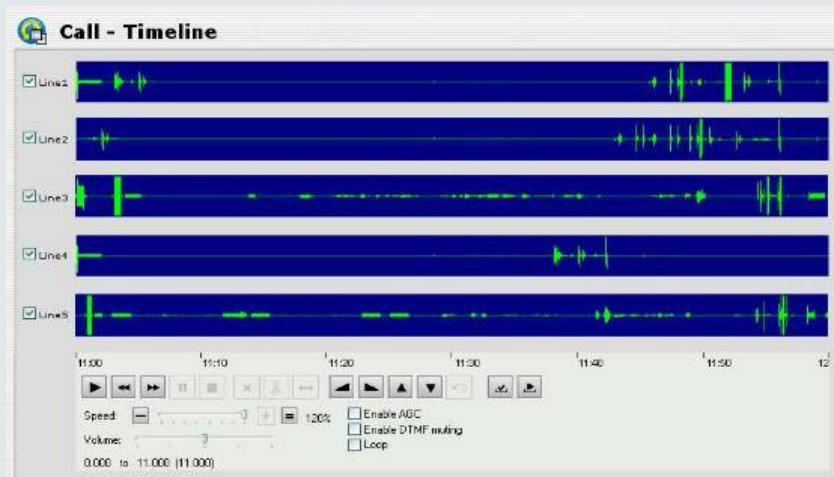 Call - Timeline
Line1
Line2
Line3
Line4
Line5
11:00 11:10 11:20 11:30 11:40 11:50 12
Speed: 120% Enable AGC
Enable DTMF muting
Volume: Loop
0.000 to 11.000 (11.000)